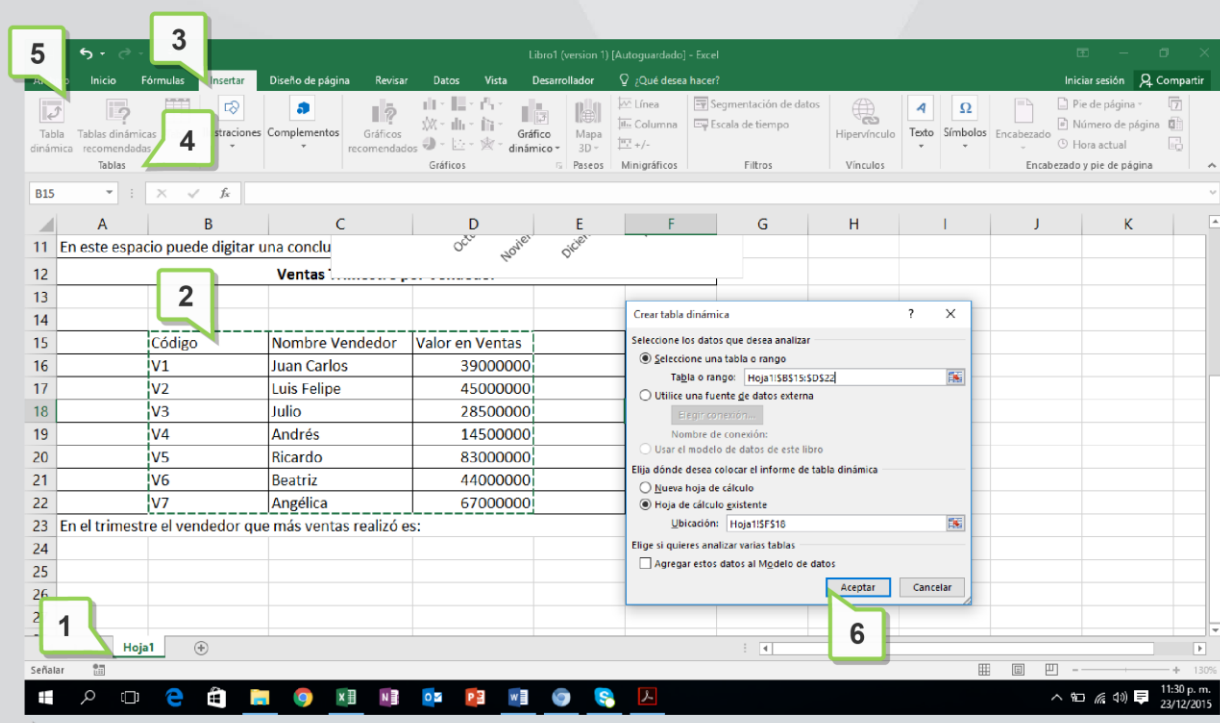 5
3
Libro1 (version 1) [Autoguardado] - Excel
Inicio Fórmulas Insertar Diseño de página Revisar Datos Vista Desarrollador ¿Qué desea hacer? Iniciar sesión Compartir
Tabla dinámica
Tablas dinámicas recomendadas
4
Complementos
Gráficos recomendados
Gráfico dinámico
Mapa 3D
Línea
Columna
+/-
Segmentación de datos
Escala de tiempo
Hipervínculo
Texto
Símbolos
Encabezado
Pie de página
Número de página
Hora actual
Tablas Gráficos Paseos Minigráficos Filtros Vínculos Encabezado y pie de página
B15 fx
A B C D E F G H I J K
11 En este espacio puede digitar una conclu
12 Ventas
13
2
14
15 Código Nombre Vendedor Valor en Ventas
16 V1 Juan Carlos 39000000
17 V2 Luis Felipe 45000000
18 V3 Julio 28500000
19 V4 Andrés 14500000
20 V5 Ricardo 83000000
21 V6 Beatriz 44000000
22 V7 Angélica 67000000
23 En el trimestre el vendedor que más ventas realizó es:
24
25
26
Crear tabla dinámica ? X
Seleccione los datos que desea analizar
Seleccione una tabla o rango
Tabla o rango: Hoja1!$B$15:$D$22
Utilice una fuente de datos externa
Elegir conexión...
Nombre de conexión:
Usar el modelo de datos de este libro
Elija dónde desea colocar el informe de tabla dinámica
Nueva hoja de cálculo
Hoja de cálculo existente
Ubicación: Hoja1!$F$18
Elige si quieres analizar varias tablas
Agregar estos datos al Modelo de datos
Aceptar Cancelar
1
6
Hoja1
Señalar 130%
11:30 p. m.
23/12/2015